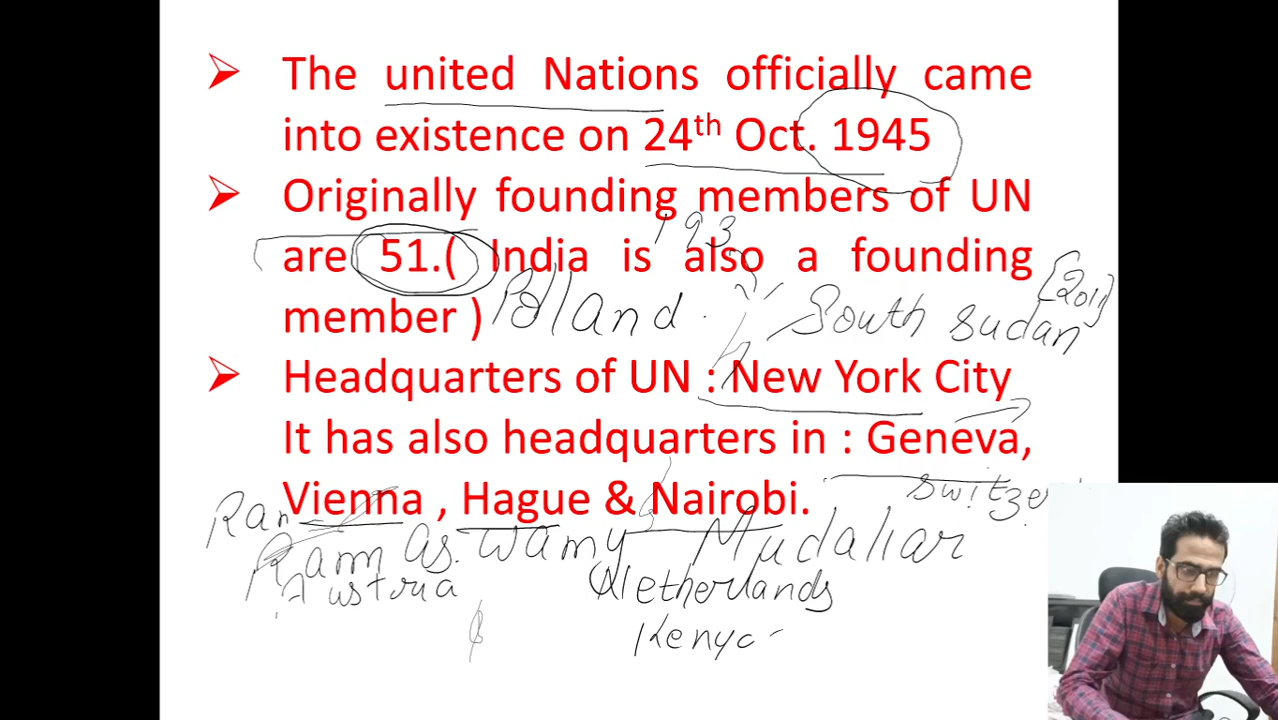 ➢ The united Nations officially came
into existence on 24th Oct. 1945
➢ Originally founding members of UN
193
are 51.( India is also a founding
[2011]
member ) Poland. South Sudan
➢ Headquarters of UN : New York City
It has also headquarters in : Geneva,
Vienna , Hague & Nairobi.
Ram Ramaswamy Mudaliar
Austria Netherlands
Kenya